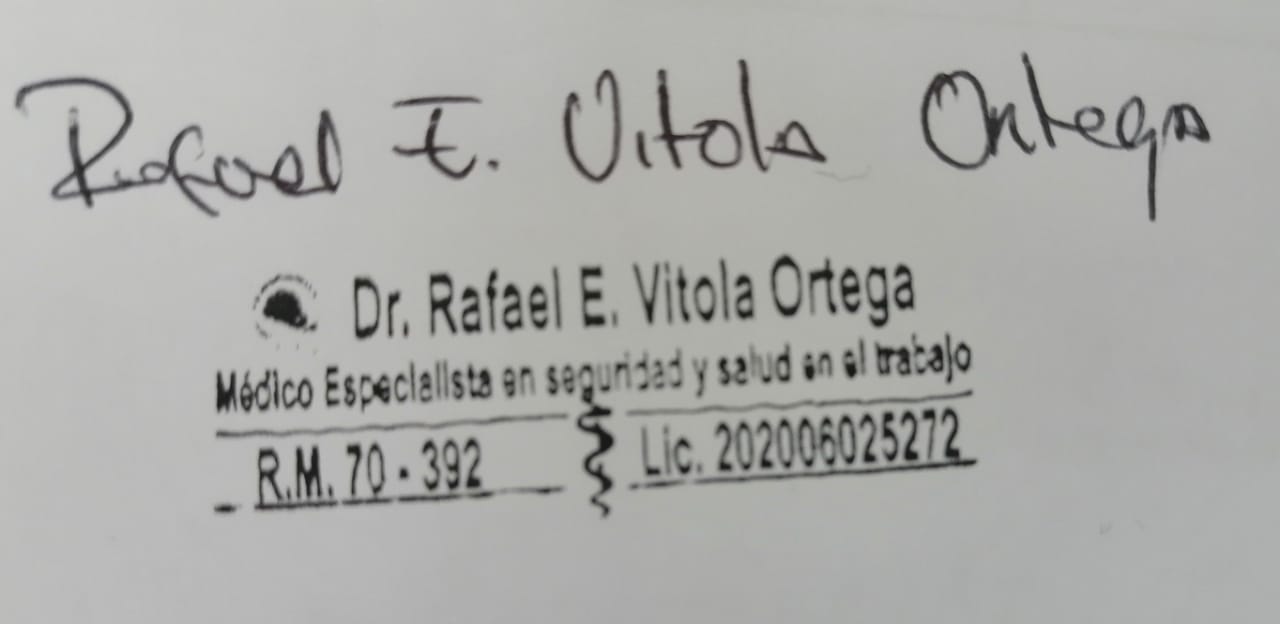 Rafael E. Vitola Ortega
Dr. Rafael E. Vitola Ortega
Médico Especialista en seguridad y salud en el trabajo
R.M. 70 - 392
Lic. 202006025272